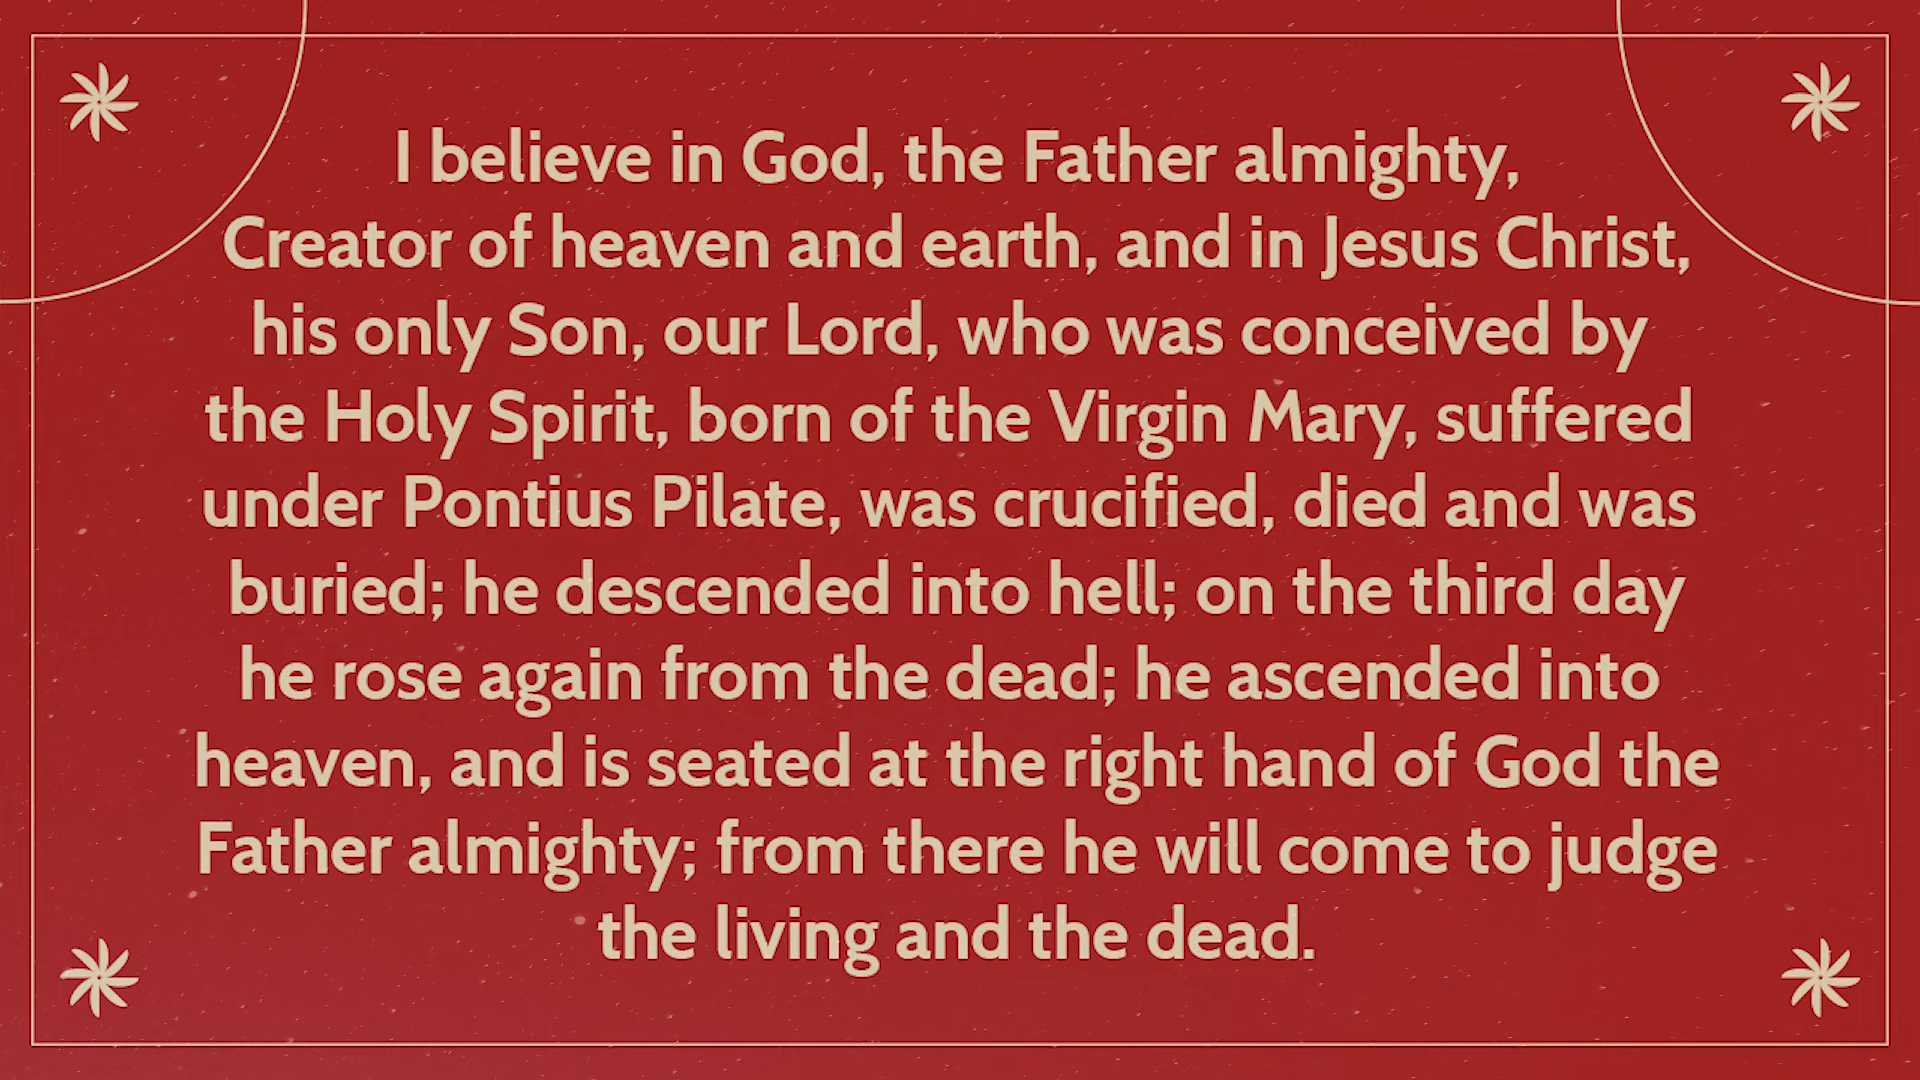 I believe in God, the Father almighty,
Creator of heaven and earth, and in Jesus Christ,
his only Son, our Lord, who was conceived by
the Holy Spirit, born of the Virgin Mary, suffered
under Pontius Pilate, was crucified, died and was
buried; he descended into hell; on the third day
he rose again from the dead; he ascended into
heaven, and is seated at the right hand of God the
Father almighty; from there he will come to judge
the living and the dead.